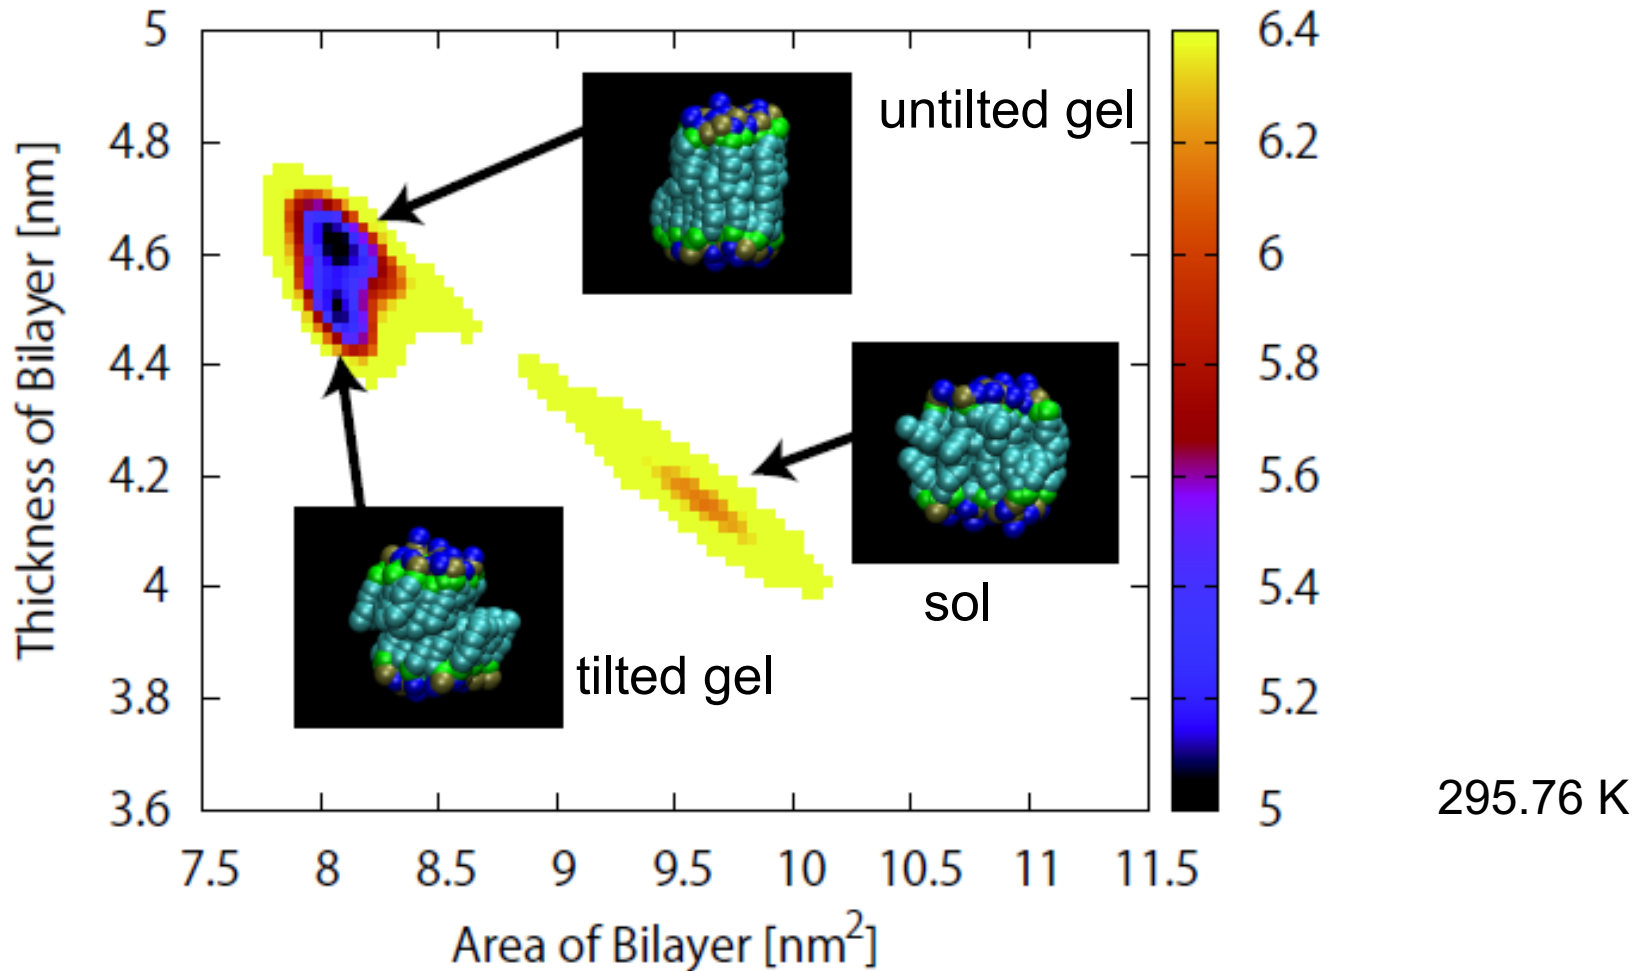 5
4.8
4.6
4.4
4.2
4
3.8
3.6
Thickness of Bilayer [nm]
7.5 8 8.5 9 9.5 10 10.5 11 11.5
Area of Bilayer [nm²]
untilted gel
sol
tilted gel
6.4
6.2
6
5.8
5.6
5.4
5.2
5
295.76 K